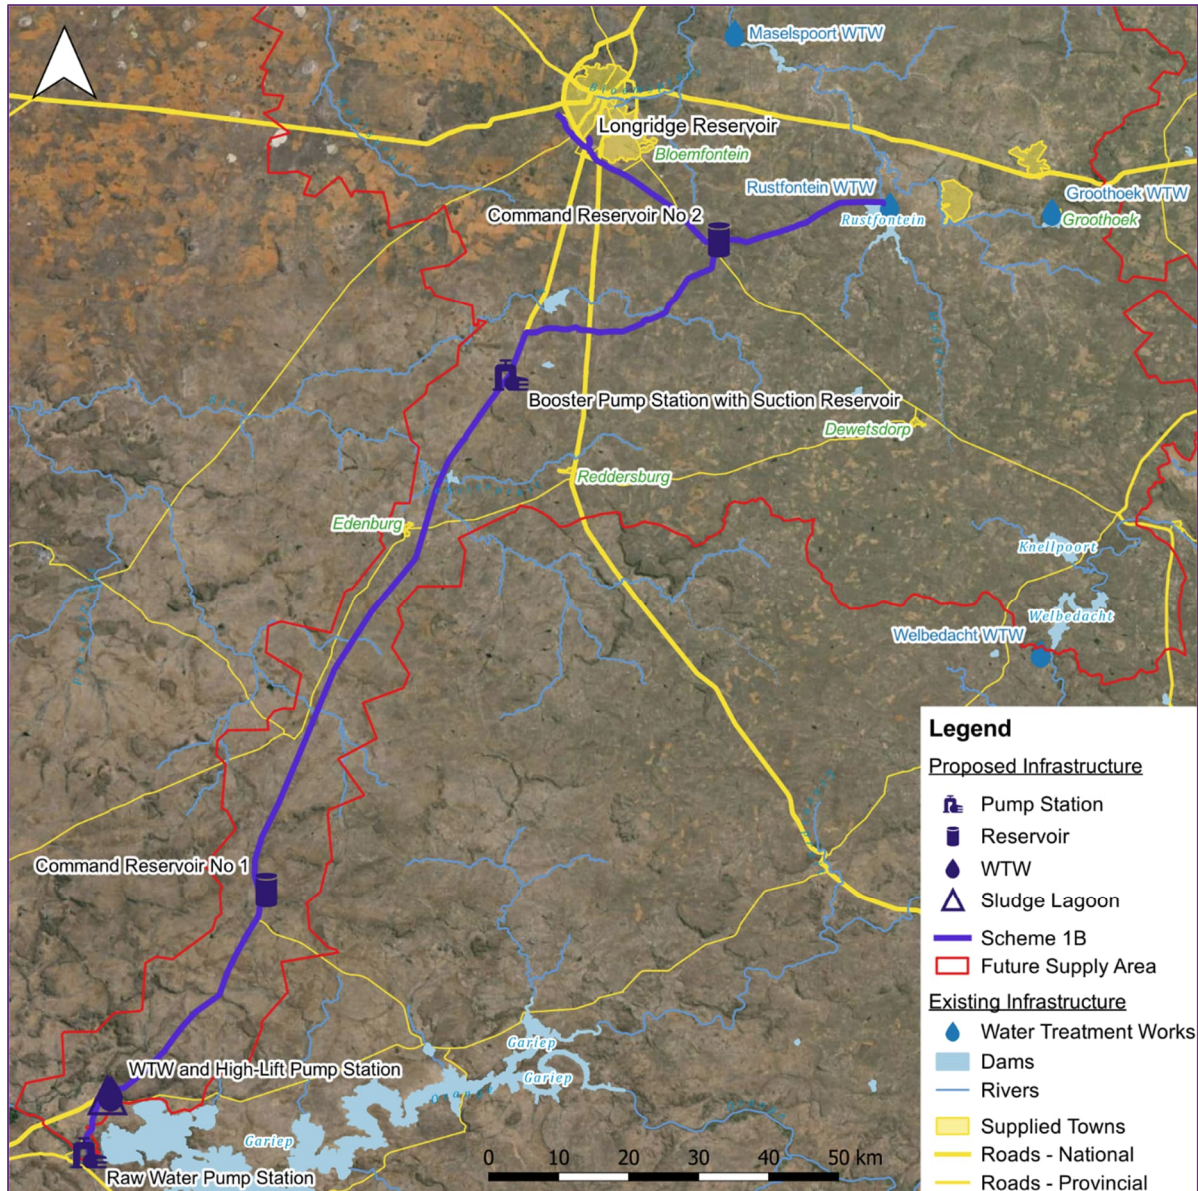 Maselspoort WTW
Longridge Reservoir
Bloemfontein
Rustfontein WTW
Groothoek WTW
Command Reservoir No 2
Rustfontein
Groothoek
Booster Pump Station with Suction Reservoir
Dewetsdorp
Reddersburg
Edenburg
Knellpoort
Welbedacht
Welbedacht WTW
Command Reservoir No 1
WTW and High-Lift Pump Station
Gariep
Gariep
Gariep
Raw Water Pump Station
0 10 20 30 40 50 km
Legend
Proposed Infrastructure
Pump Station
Reservoir
WTW
Sludge Lagoon
Scheme 1B
Future Supply Area
Existing Infrastructure
Water Treatment Works
Dams
Rivers
Supplied Towns
Roads - National
Roads - Provincial